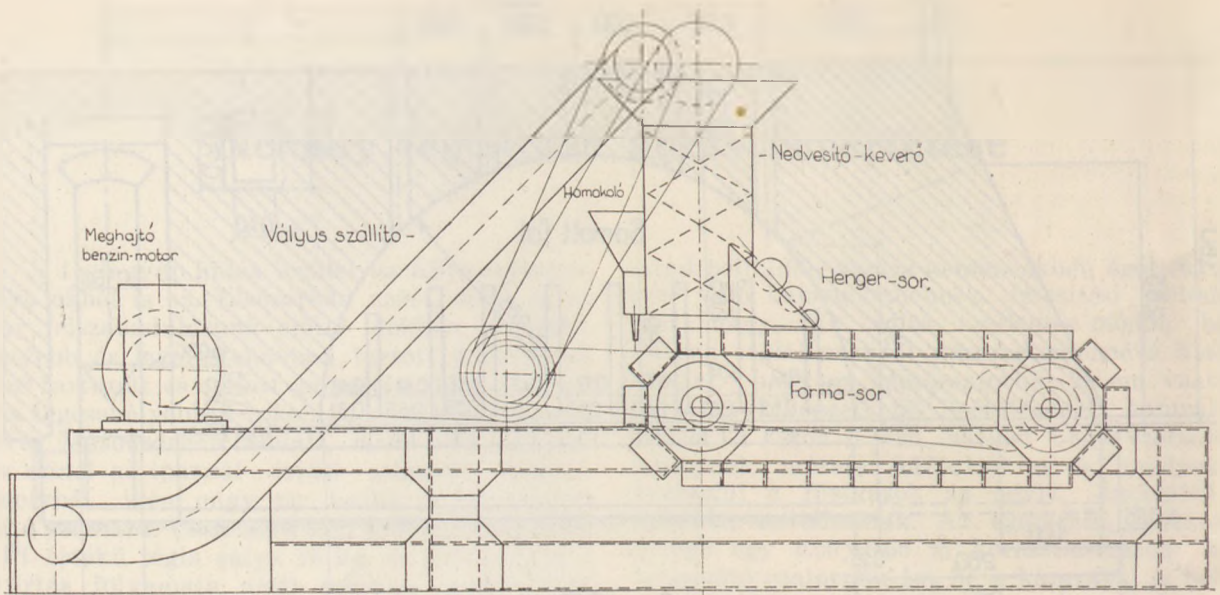 Nedvesítő-keverő
Homokoló
Meghajtó
benzin-motor
Vályus szállító
Henger-sor.
Forma-sor